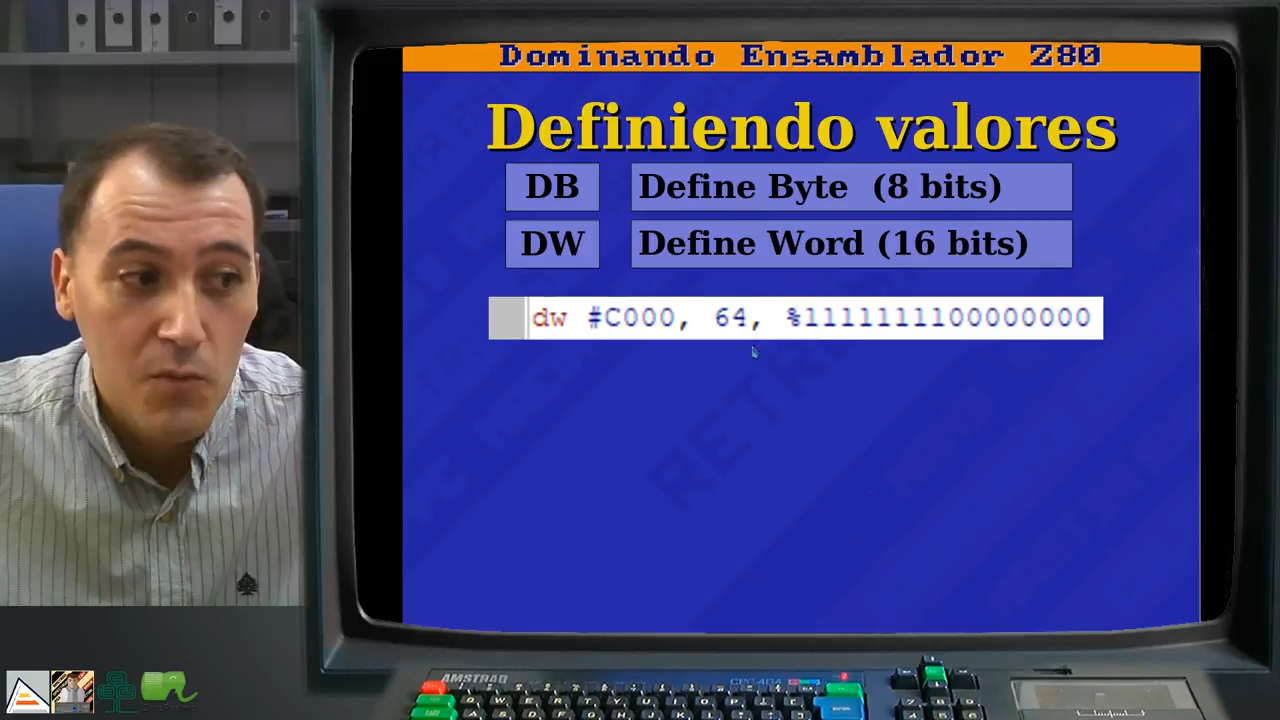 Dominando Ensamblador Z80
Definiendo valores
DB Define Byte (8 bits)
DW Define Word (16 bits)
dw #C000, 64, %1111111100000000
AMSTRAD